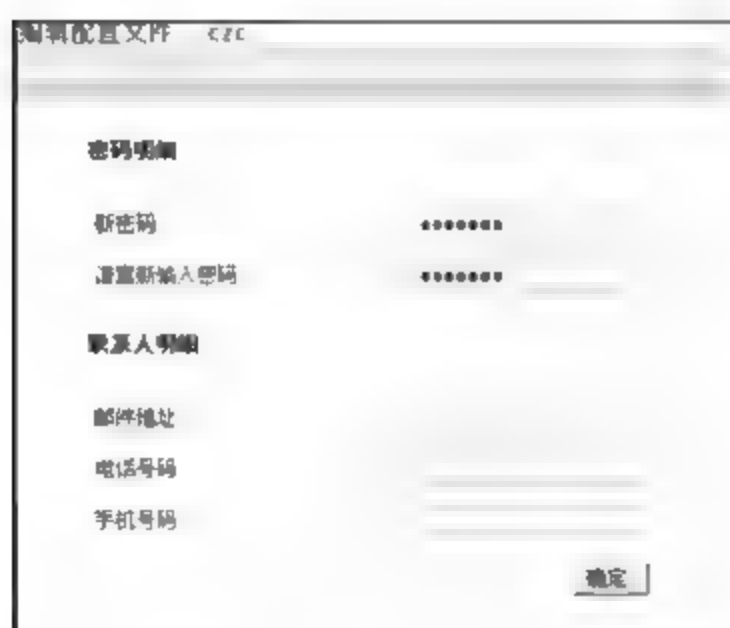 编辑配置文件 czc
密码明细
新密码 •••••••
请重新输入密码 •••••••
联系人明细
邮件地址
电话号码
手机号码
确定